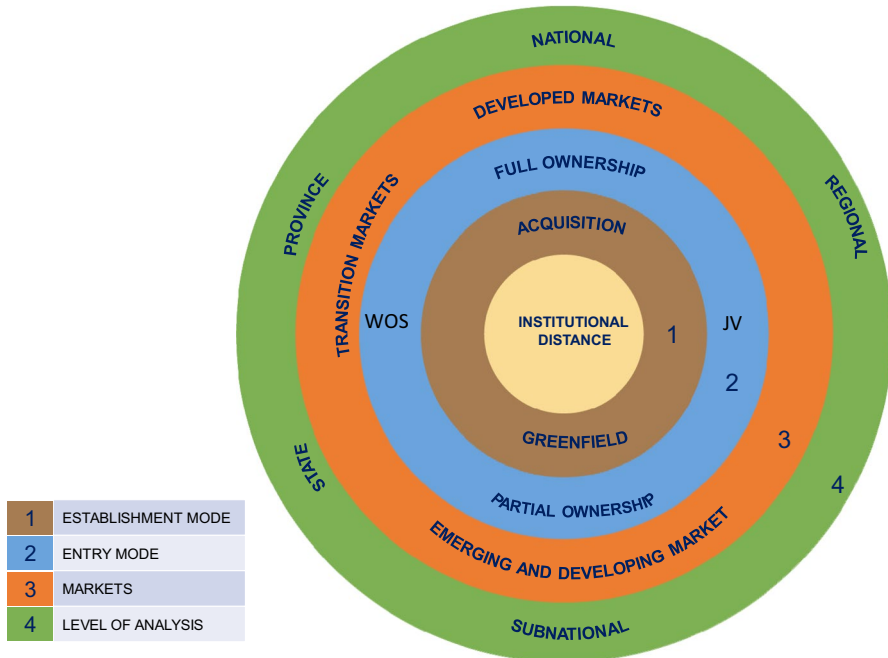 NATIONAL
DEVELOPED MARKETS
FULL OWNERSHIP
ACQUISITION
PROVINCE
REGIONAL
TRANSITION MARKETS
WOS
INSTITUTIONAL
DISTANCE
1
JV
2
3
4
GREENFIELD
STATE
PARTIAL OWNERSHIP
EMERGING AND DEVELOPING MARKET
SUBNATIONAL
1 ESTABLISHMENT MODE
2 ENTRY MODE
3 MARKETS
4 LEVEL OF ANALYSIS